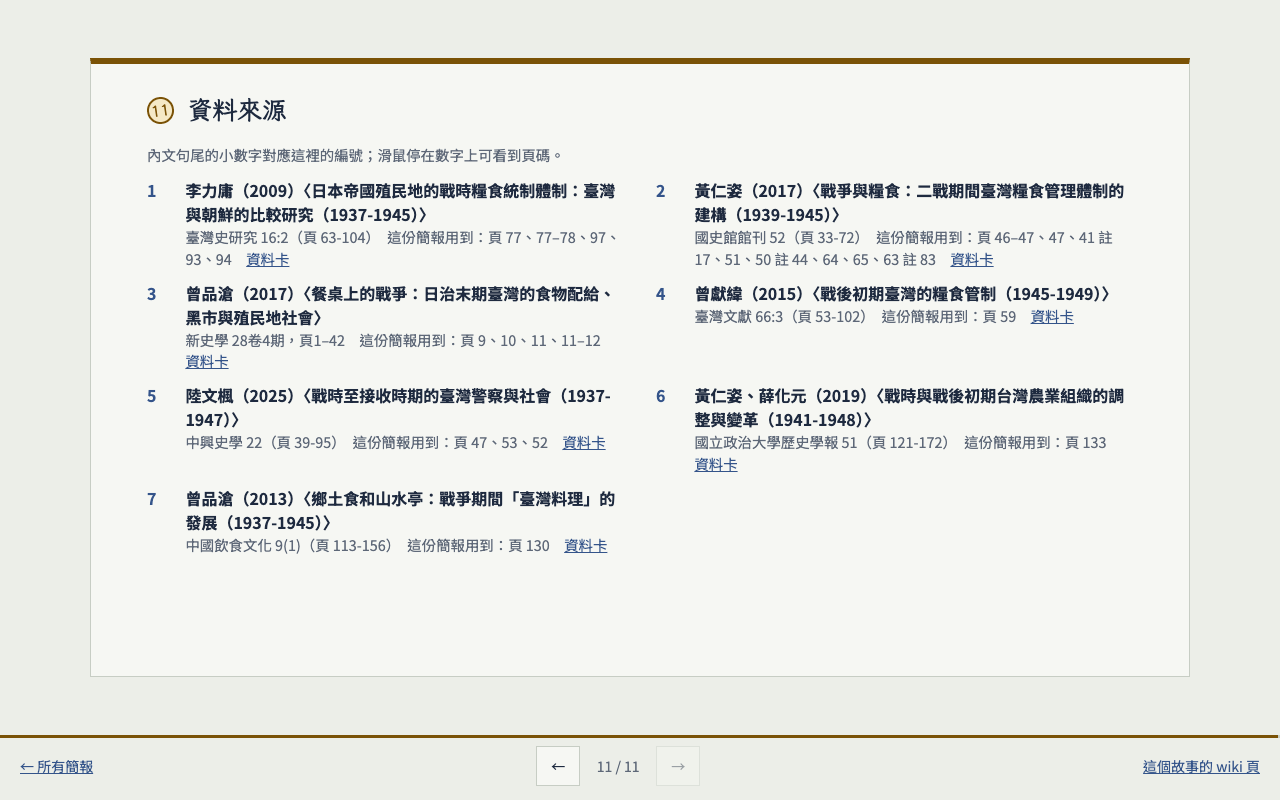 11 資料來源
內文句尾的小數字對應這裡的編號；滑鼠停在數字上可看到頁碼。
1 李力庸（2009）〈日本帝國殖民地的戰時糧食統制體制：臺灣
與朝鮮的比較研究（1937-1945）〉
臺灣史研究 16:2（頁 63-104） 這份簡報用到：頁 77、77–78、97、
93、94 資料卡
2 黃仁姿（2017）〈戰爭與糧食：二戰期間臺灣糧食管理體制的
建構（1939-1945）〉
國史館館刊 52（頁 33-72） 這份簡報用到：頁 46–47、47、41 註
17、51、50 註 44、64、65、63 註 83 資料卡
3 曾品滄（2017）〈餐桌上的戰爭：日治末期臺灣的食物配給、
黑市與殖民地社會〉
新史學 28卷4期，頁1–42 這份簡報用到：頁 9、10、11、11–12
資料卡
4 曾獻緯（2015）〈戰後初期臺灣的糧食管制（1945-1949）〉
臺灣文獻 66:3（頁 53-102） 這份簡報用到：頁 59 資料卡
5 陸文楓（2025）〈戰時至接收時期的臺灣警察與社會（1937-
1947）〉
中興史學 22（頁 39-95） 這份簡報用到：頁 47、53、52 資料卡
6 黃仁姿、薛化元（2019）〈戰時與戰後初期台灣農業組織的調
整與變革（1941-1948）〉
國立政治大學歷史學報 51（頁 121-172） 這份簡報用到：頁 133
資料卡
7 曾品滄（2013）〈鄉土食和山水亭：戰爭期間「臺灣料理」的
發展（1937-1945）〉
中國飲食文化 9(1)（頁 113-156） 這份簡報用到：頁 130 資料卡
← 所有簡報
← 11 / 11 →
這個故事的 wiki 頁